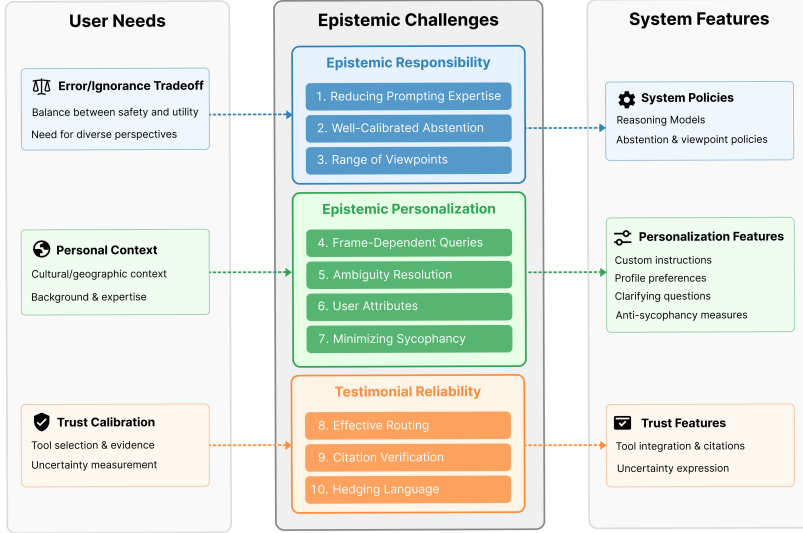 User Needs
Error/Ignorance Tradeoff
Balance between safety and utility
Need for diverse perspectives
Personal Context
Cultural/geographic context
Background & expertise
Trust Calibration
Tool selection & evidence
Uncertainty measurement
Epistemic Challenges
Epistemic Responsibility
1. Reducing Prompting Expertise
2. Well-Calibrated Abstention
3. Range of Viewpoints
Epistemic Personalization
4. Frame-Dependent Queries
5. Ambiguity Resolution
6. User Attributes
7. Minimizing Sycophancy
Testimonial Reliability
8. Effective Routing
9. Citation Verification
10. Hedging Language
System Features
System Policies
Reasoning Models
Abstention & viewpoint policies
Personalization Features
Custom instructions
Profile preferences
Clarifying questions
Anti-sycophancy measures
Trust Features
Tool integration & citations
Uncertainty expression